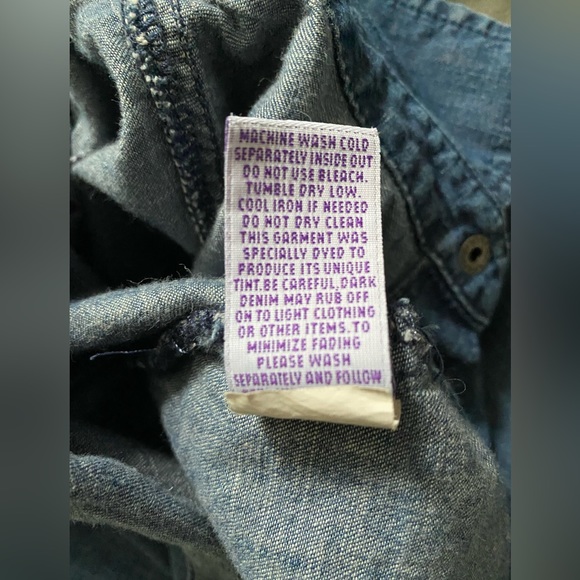 MACHINE WASH COLD
SEPARATELY INSIDE OUT
DO NOT USE BLEACH.
TUMBLE DRY LOW.
COOL IRON IF NEEDED
DO NOT DRY CLEAN
THIS GARMENT WAS
SPECIALLY DYED TO
PRODUCE ITS UNIQUE
TINT.BE CAREFUL,DARK
DENIM MAY RUB OFF
ON TO LIGHT CLOTHING
OR OTHER ITEMS.TO
MINIMIZE FADING
PLEASE WASH
SEPARATELY AND FOLLOW